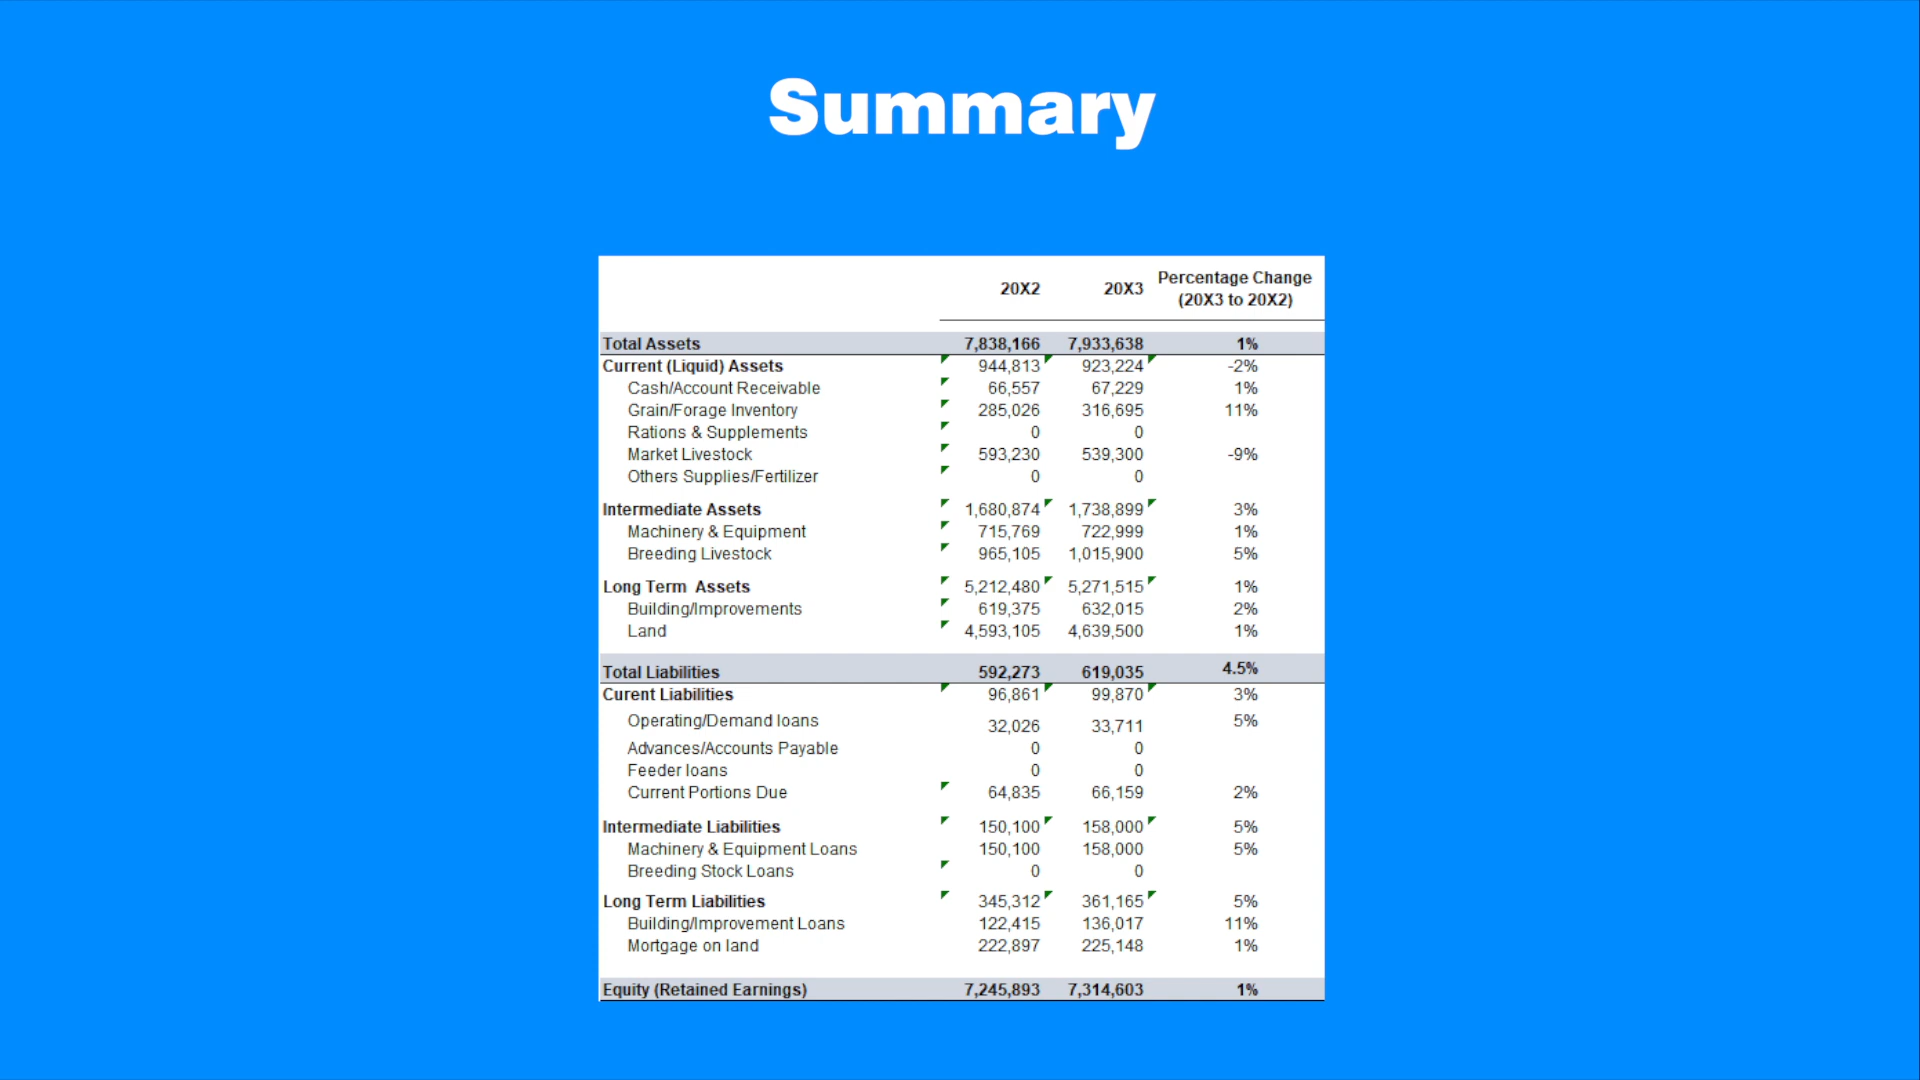 Summary
20X2 20X3 Percentage Change
(20X3 to 20X2)
Total Assets 7,838,166 7,933,638 1%
Current (Liquid) Assets 944,813 923,224 -2%
Cash/Account Receivable 66,557 67,229 1%
Grain/Forage Inventory 285,026 316,695 11%
Rations & Supplements 0 0
Market Livestock 593,230 539,300 -9%
Others Supplies/Fertilizer 0 0
Intermediate Assets 1,680,874 1,738,899 3%
Machinery & Equipment 715,769 722,999 1%
Breeding Livestock 965,105 1,015,900 5%
Long Term Assets 5,212,480 5,271,515 1%
Building/Improvements 619,375 632,015 2%
Land 4,593,105 4,639,500 1%
Total Liabilities 592,273 619,035 4.5%
Curent Liabilities 96,861 99,870 3%
Operating/Demand loans 32,026 33,711 5%
Advances/Accounts Payable 0 0
Feeder loans 0 0
Current Portions Due 64,835 66,159 2%
Intermediate Liabilities 150,100 158,000 5%
Machinery & Equipment Loans 150,100 158,000 5%
Breeding Stock Loans 0 0
Long Term Liabilities 345,312 361,165 5%
Building/Improvement Loans 122,415 136,017 11%
Mortgage on land 222,897 225,148 1%
Equity (Retained Earnings) 7,245,893 7,314,603 1%